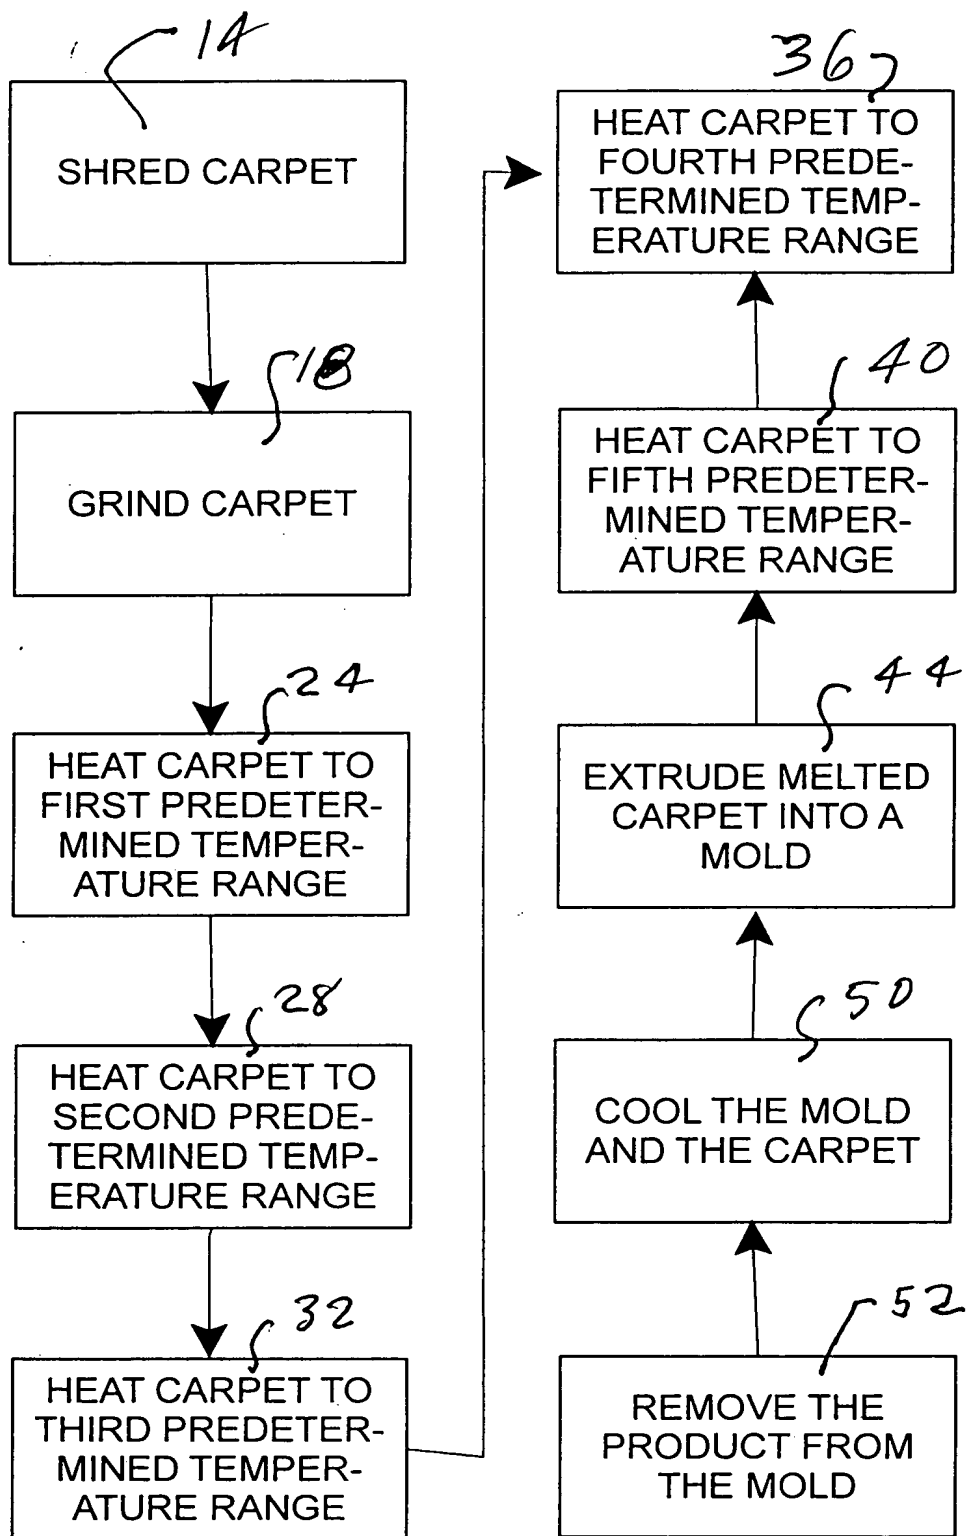 14
SHRED CARPET
18
GRIND CARPET
24
HEAT CARPET TO
FIRST PREDETER-
MINED TEMPER-
ATURE RANGE
28
HEAT CARPET TO
SECOND PREDE-
TERMINED TEMP-
ERATURE RANGE
32
HEAT CARPET TO
THIRD PREDETER-
MINED TEMPER-
ATURE RANGE
36
HEAT CARPET TO
FOURTH PREDE-
TERMINED TEMP-
ERATURE RANGE
40
HEAT CARPET TO
FIFTH PREDETER-
MINED TEMPER-
ATURE RANGE
44
EXTRUDE MELTED
CARPET INTO A
MOLD
50
COOL THE MOLD
AND THE CARPET
52
REMOVE THE
PRODUCT FROM
THE MOLD